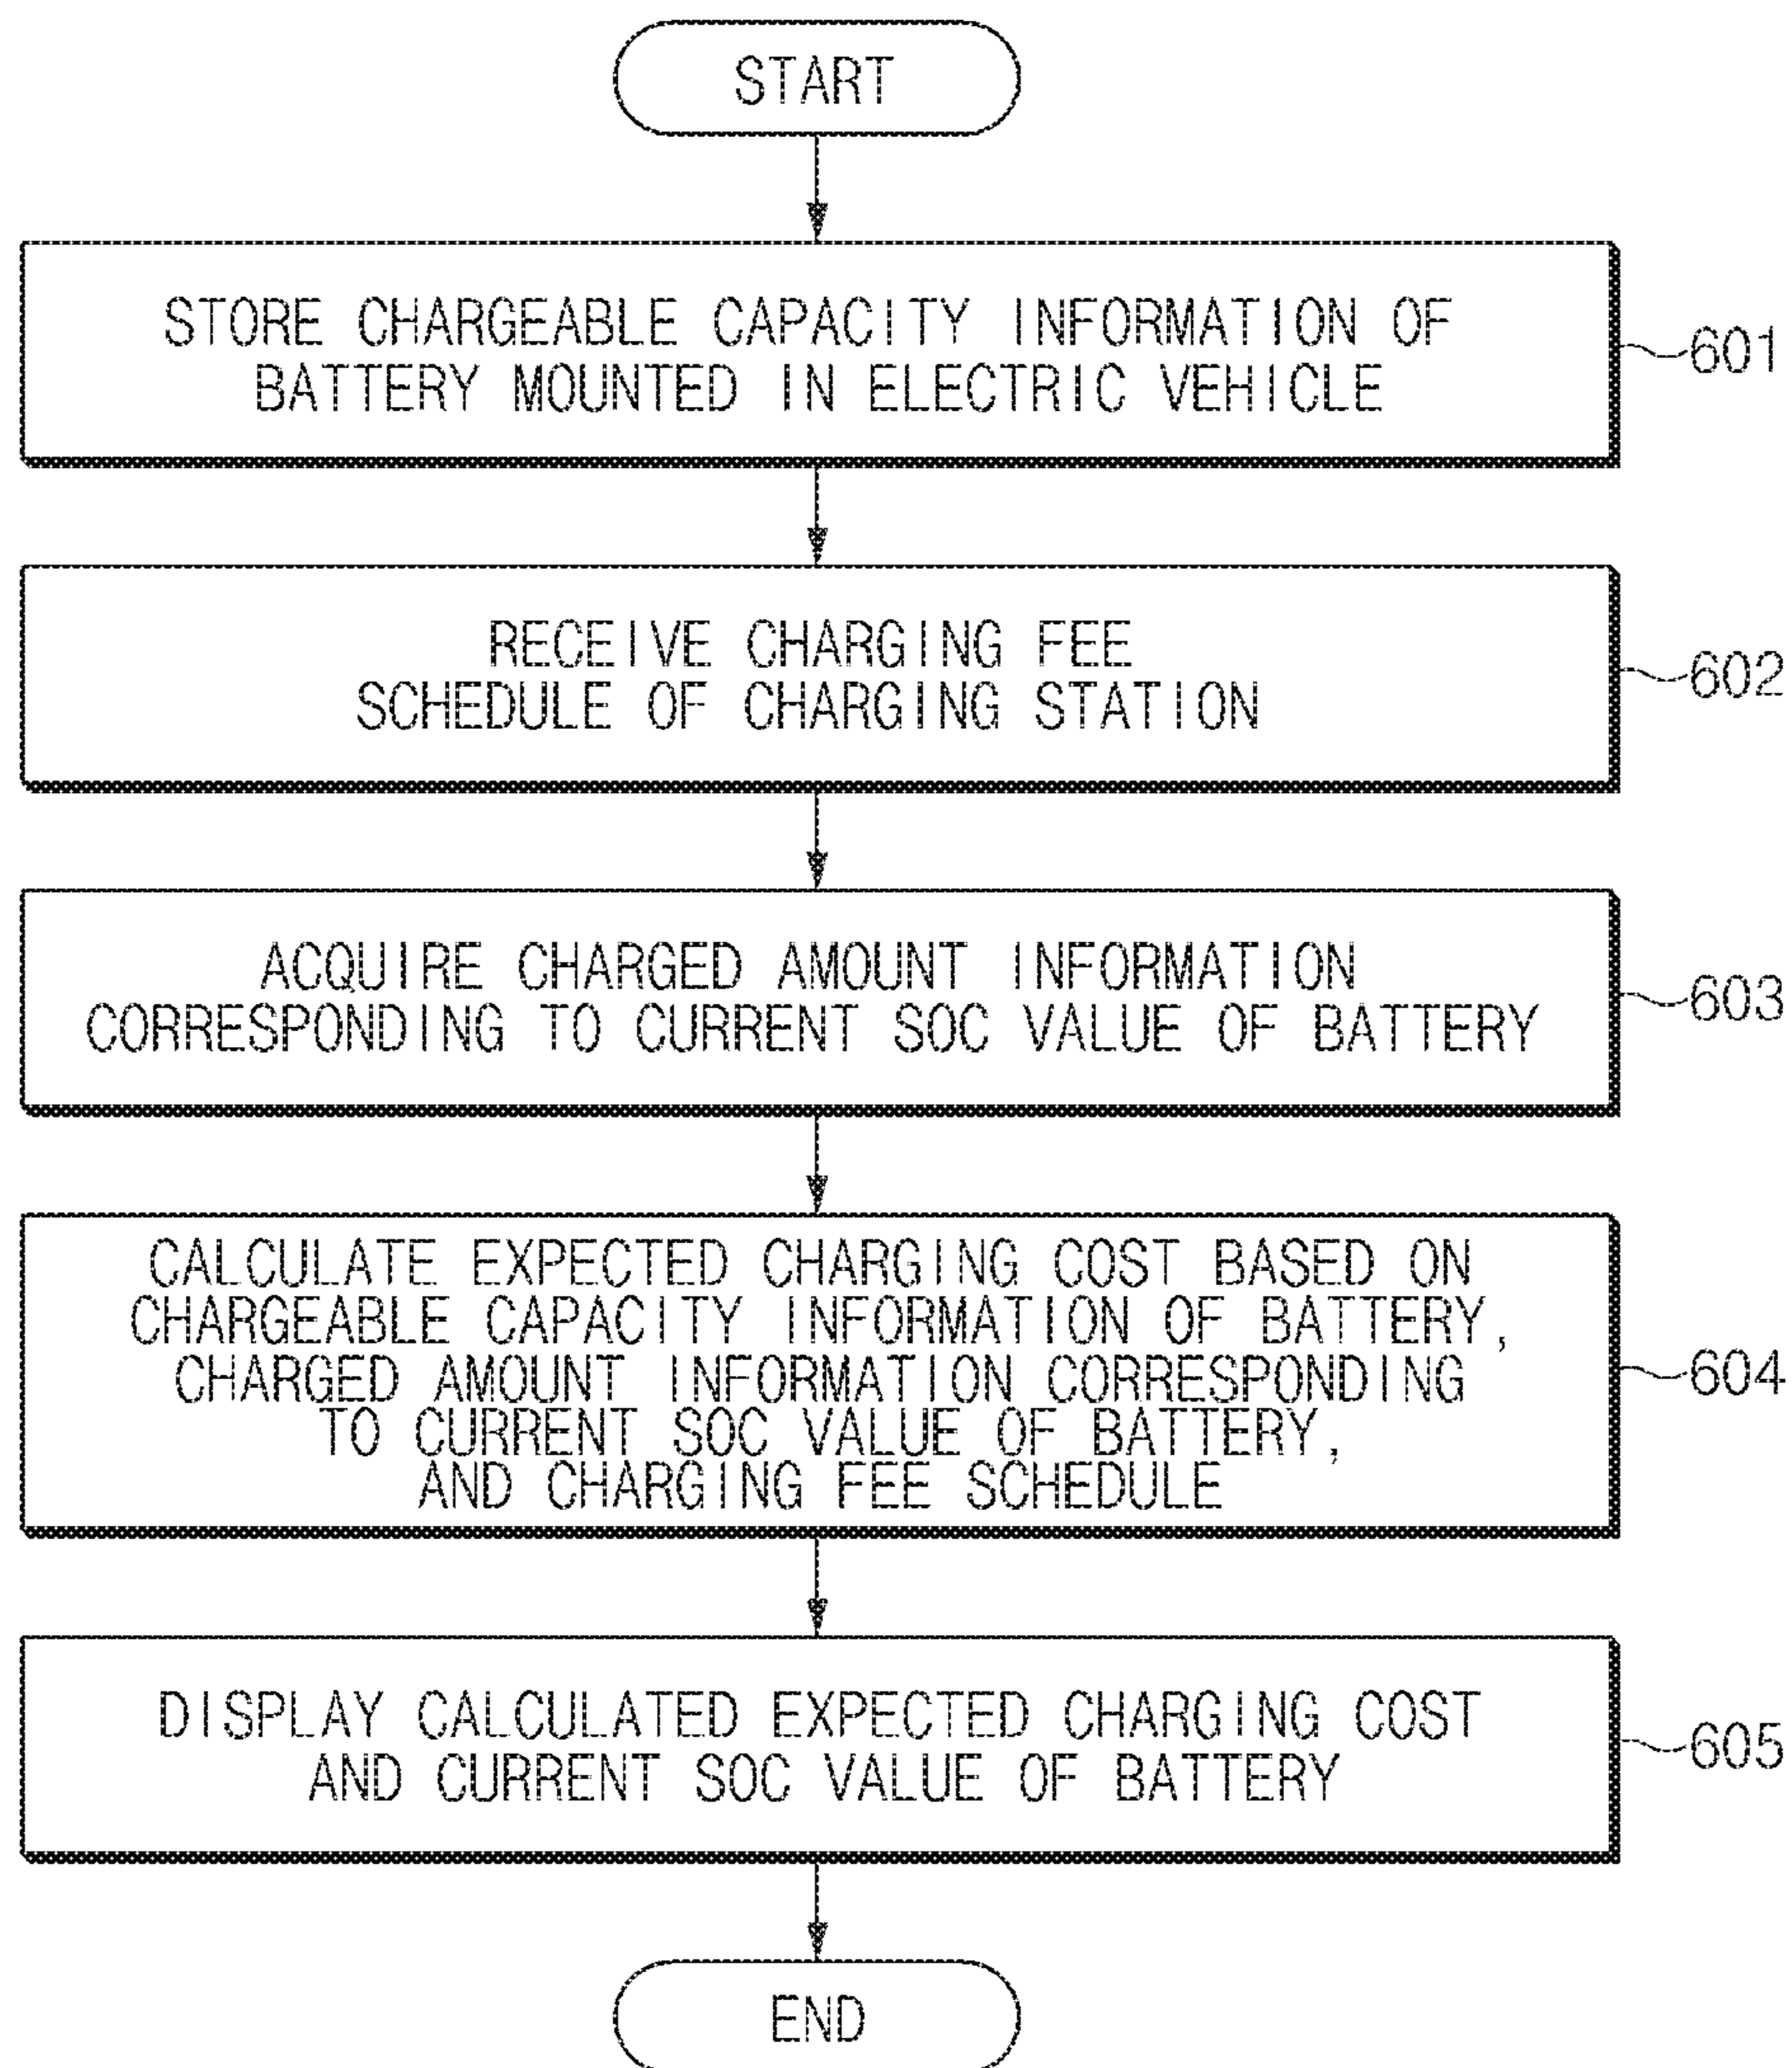 START
STORE CHARGEABLE CAPACITY INFORMATION OF
BATTERY MOUNTED IN ELECTRIC VEHICLE
601
RECEIVE CHARGING FEE
SCHEDULE OF CHARGING STATION
602
ACQUIRE CHARGED AMOUNT INFORMATION
CORRESPONDING TO CURRENT SOC VALUE OF BATTERY
603
CALCULATE EXPECTED CHARGING COST BASED ON
CHARGEABLE CAPACITY INFORMATION OF BATTERY,
CHARGED AMOUNT INFORMATION CORRESPONDING
TO CURRENT SOC VALUE OF BATTERY,
AND CHARGING FEE SCHEDULE
604
DISPLAY CALCULATED EXPECTED CHARGING COST
AND CURRENT SOC VALUE OF BATTERY
605
END